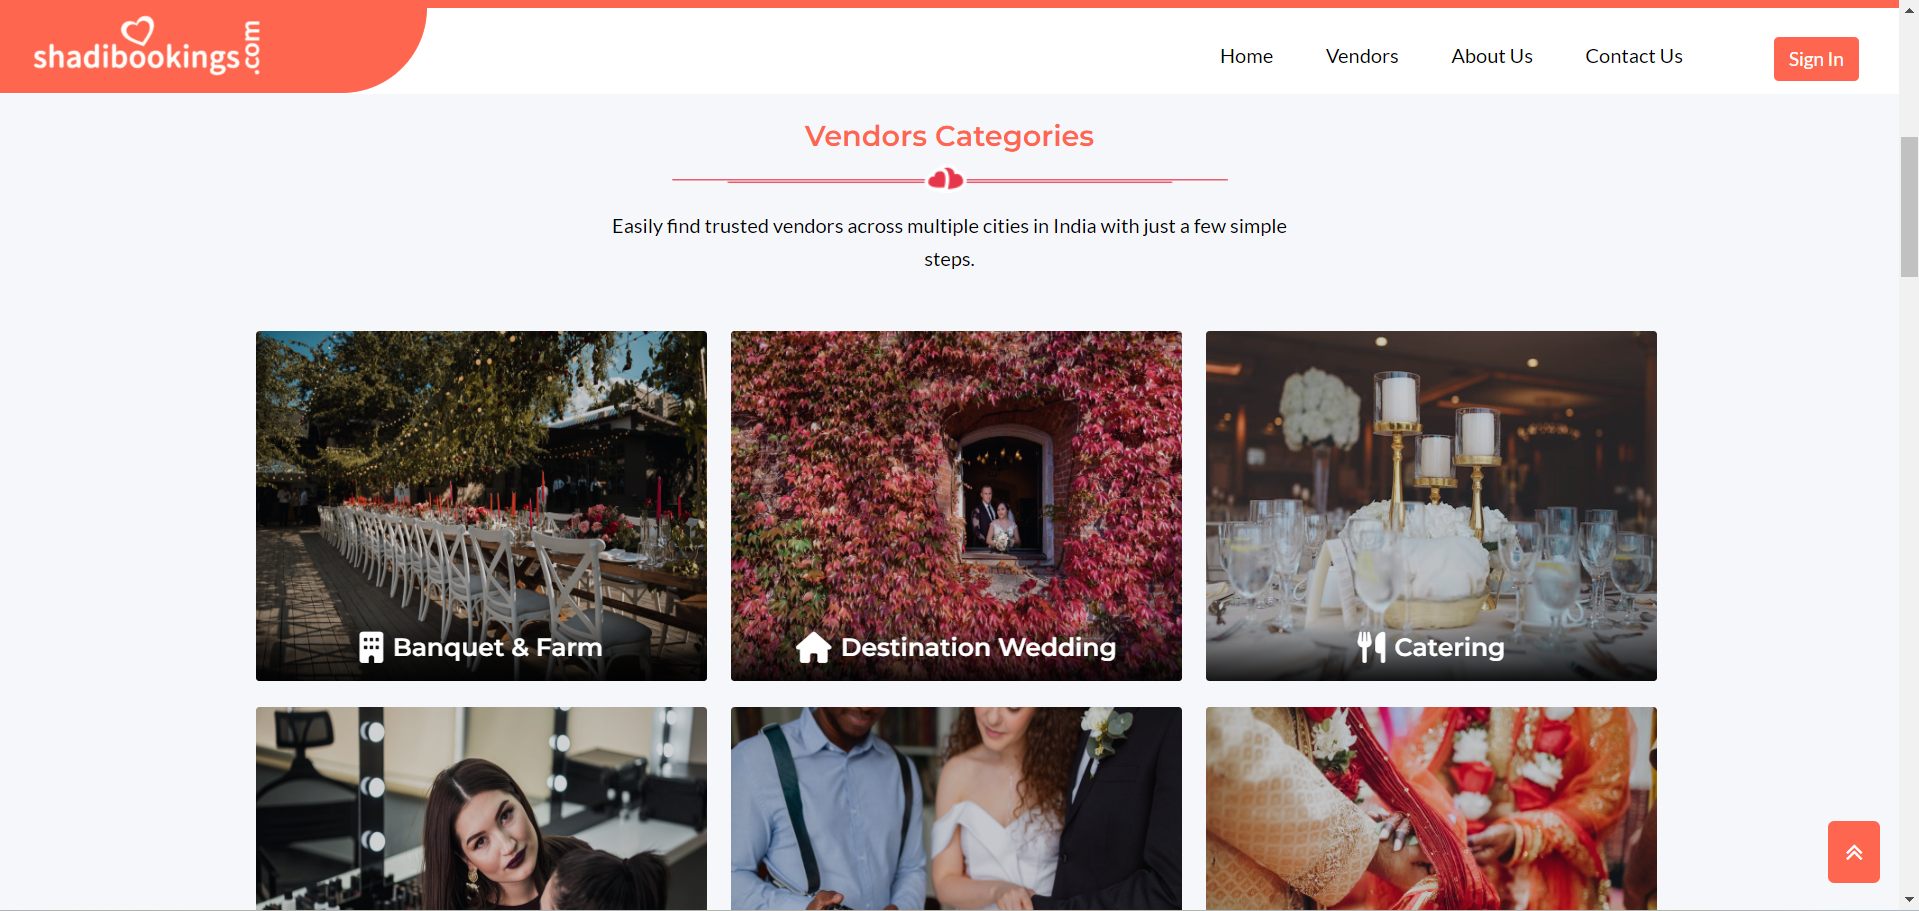 shadibookings.com
Home
Vendors
About Us
Contact Us
Sign In
Vendors Categories
Easily find trusted vendors across multiple cities in India with just a few simple
steps.
Banquet & Farm
Destination Wedding
Catering